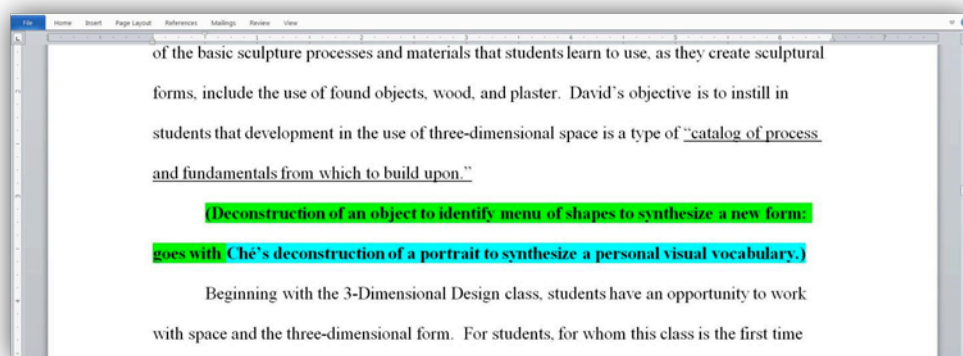 File Home Insert Page Layout References Mailings Review View
of the basic sculpture processes and materials that students learn to use, as they create sculptural
forms, include the use of found objects, wood, and plaster. David's objective is to instill in
students that development in the use of three-dimensional space is a type of “catalog of process
and fundamentals from which to build upon.”
(Deconstruction of an object to identify menu of shapes to synthesize a new form:
goes with Ché's deconstruction of a portrait to synthesize a personal visual vocabulary.)
Beginning with the 3-Dimensional Design class, students have an opportunity to work
with space and the three-dimensional form. For students, for whom this class is the first time